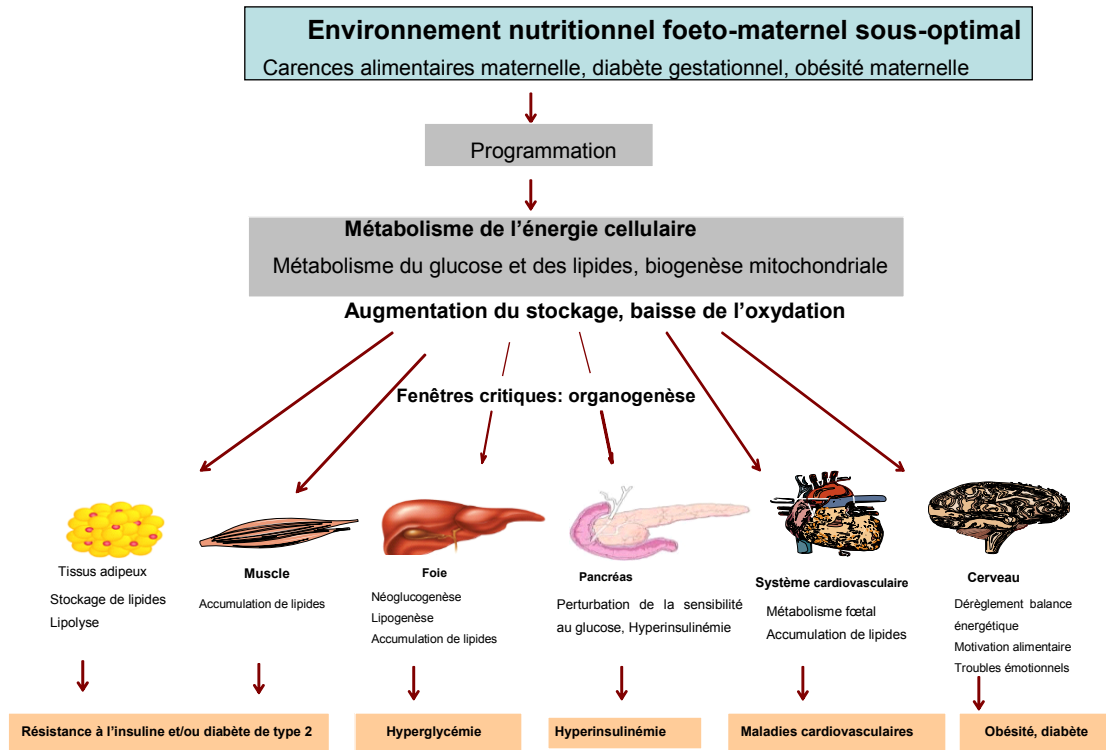 Environnement nutritionnel foeto-maternel sous-optimal
Carences alimentaires maternelle, diabète gestationnel, obésité maternelle
Programmation
Métabolisme de l'énergie cellulaire
Métabolisme du glucose et des lipides, biogenèse mitochondriale
Augmentation du stockage, baisse de l'oxydation
Fenêtres critiques: organogenèse
Tissus adipeux
Stockage de lipides
Lipolyse
Muscle
Accumulation de lipides
Foie
Néoglucogenèse
Lipogenèse
Accumulation de lipides
Pancréas
Perturbation de la sensibilité
au glucose, Hyperinsulinémie
Système cardiovasculaire
Métabolisme fœtal
Accumulation de lipides
Cerveau
Dérèglement balance
énergétique
Motivation alimentaire
Troubles émotionnels
Résistance à l'insuline et/ou diabète de type 2
Hyperglycémie
Hyperinsulinémie
Maladies cardiovasculaires
Obésité, diabète